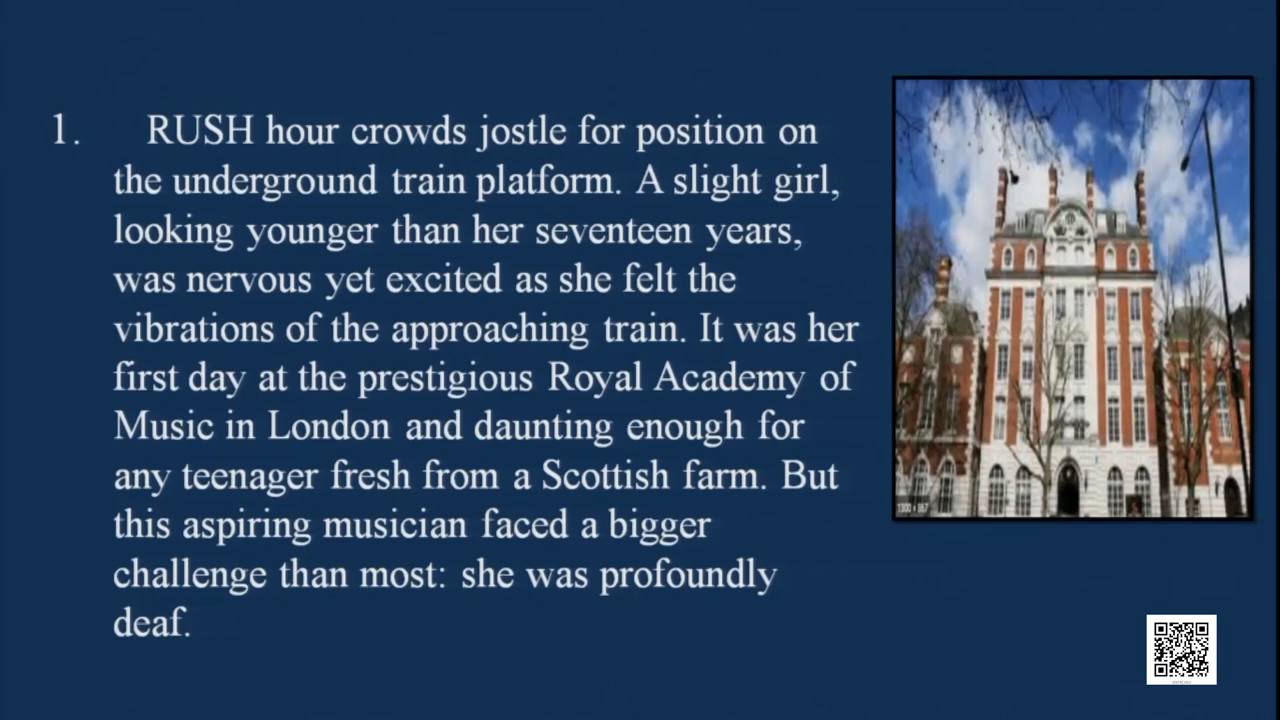 1. RUSH hour crowds jostle for position on
the underground train platform. A slight girl,
looking younger than her seventeen years,
was nervous yet excited as she felt the
vibrations of the approaching train. It was her
first day at the prestigious Royal Academy of
Music in London and daunting enough for
any teenager fresh from a Scottish farm. But
this aspiring musician faced a bigger
challenge than most: she was profoundly
deaf.